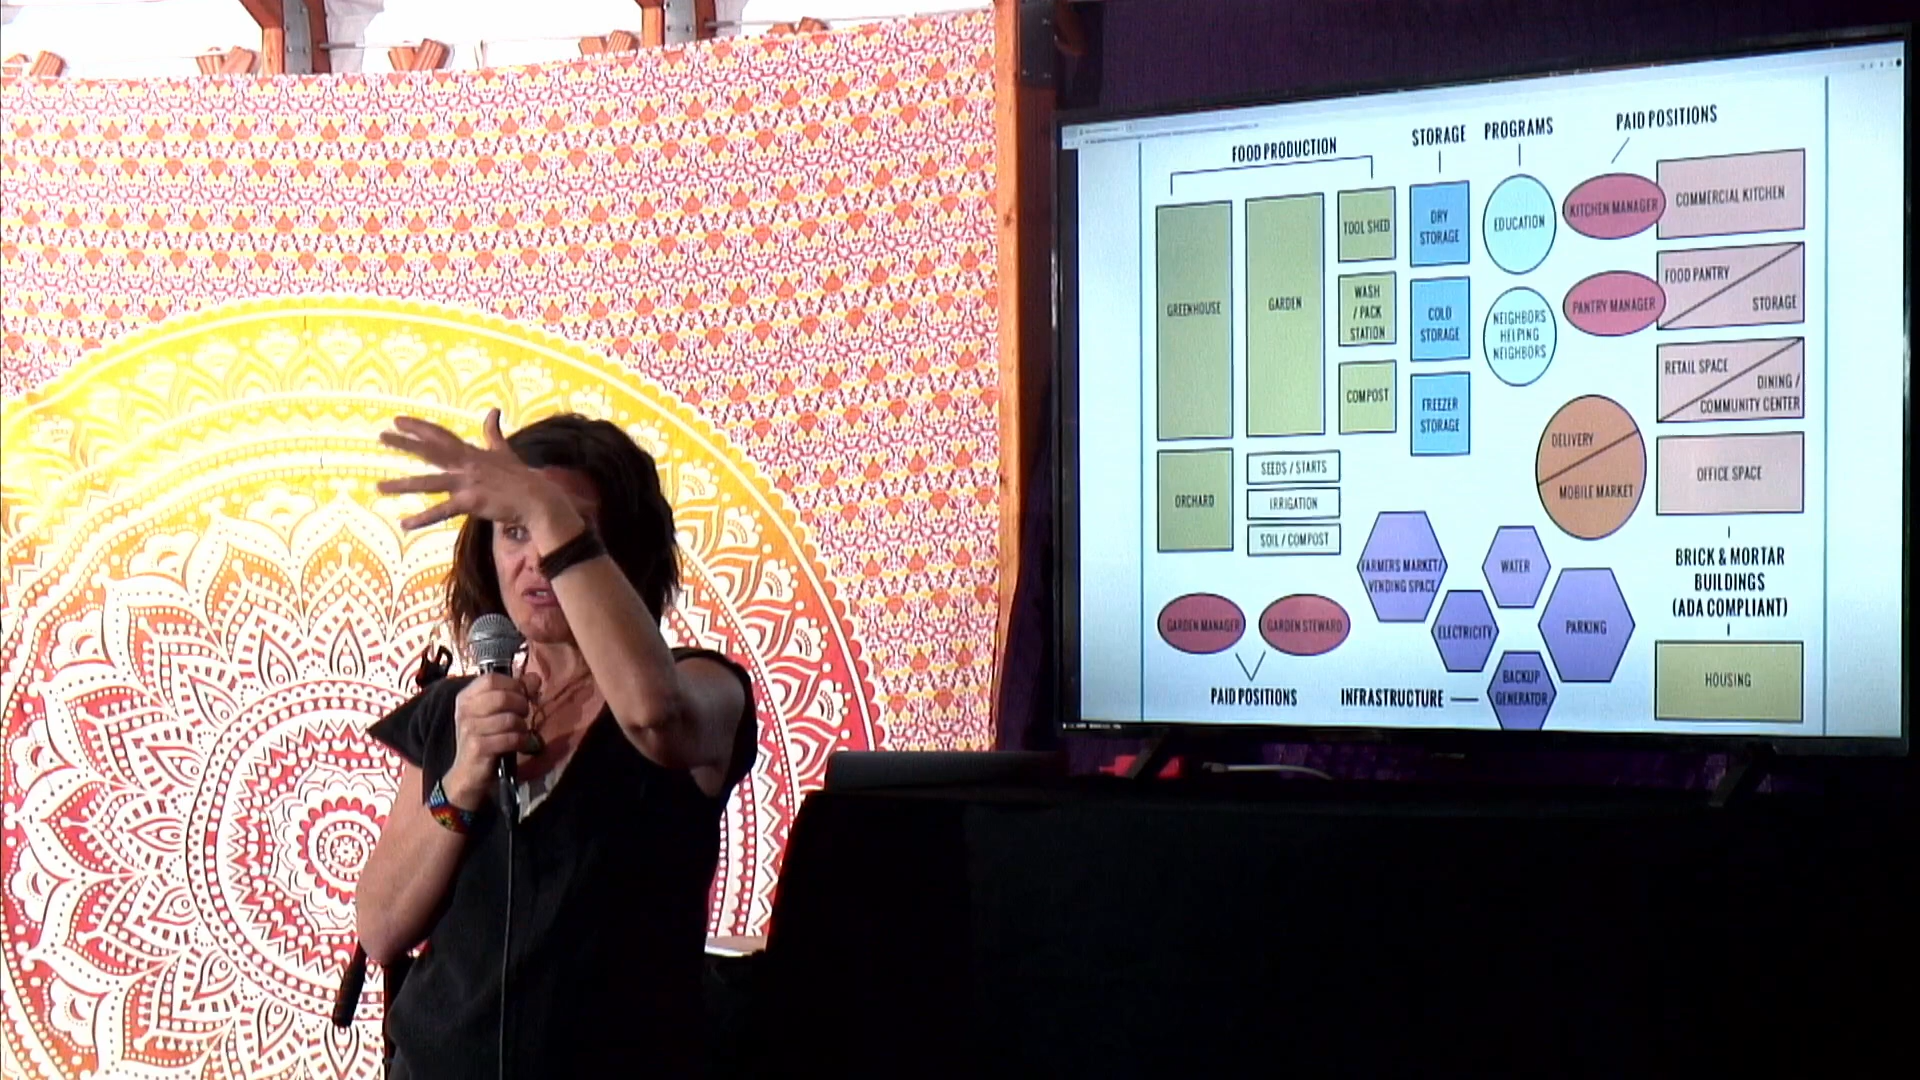 FOOD PRODUCTION
STORAGE
PROGRAMS
PAID POSITIONS
GREENHOUSE
GARDEN
TOOL SHED
WASH
/ PACK
STATION
COMPOST
ORCHARD
SEEDS / STARTS
IRRIGATION
SOIL / COMPOST
DRY
STORAGE
COLD
STORAGE
FREEZER
STORAGE
EDUCATION
NEIGHBORS
HELPING
NEIGHBORS
KITCHEN MANAGER
COMMERCIAL KITCHEN
PANTRY MANAGER
FOOD PANTRY
STORAGE
RETAIL SPACE
DINING /
COMMUNITY CENTER
DELIVERY
MOBILE MARKET
OFFICE SPACE
BRICK & MORTAR
BUILDINGS
(ADA COMPLIANT)
HOUSING
FARMERS MARKET/
VENDING SPACE
WATER
ELECTRICITY
PARKING
BACKUP
GENERATOR
INFRASTRUCTURE
GARDEN MANAGER
GARDEN STEWARD
PAID POSITIONS